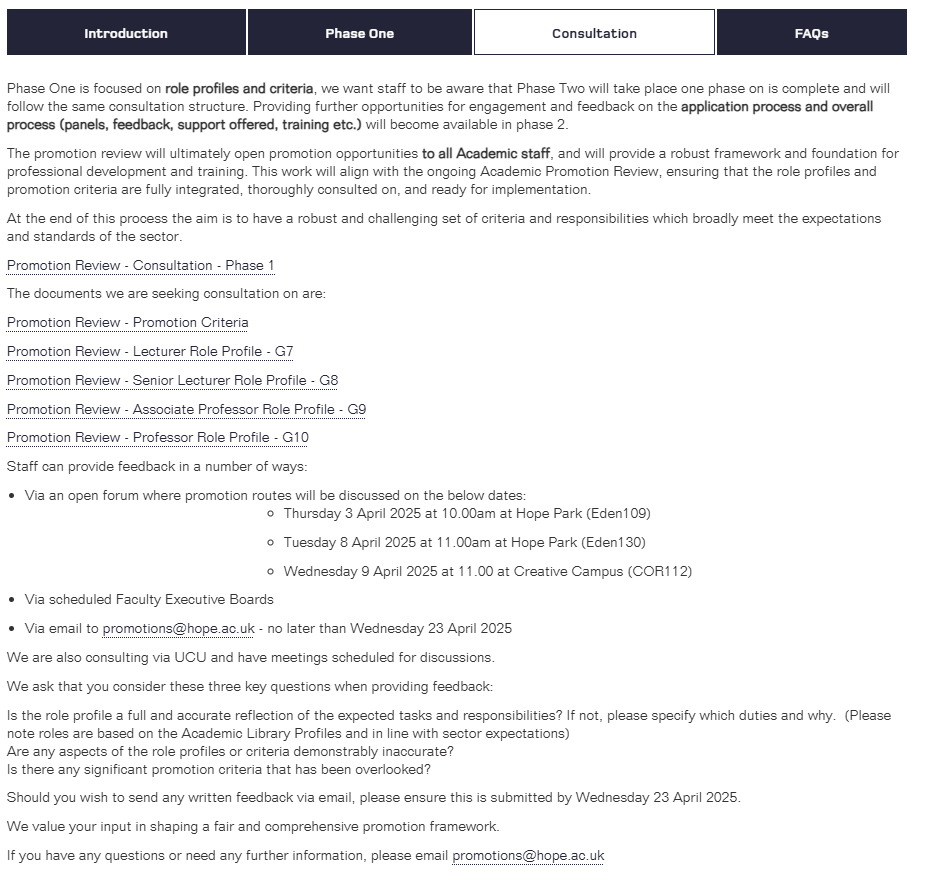 Introduction
Phase One
Consultation
FAQs
Phase One is focused on role profiles and criteria, we want staff to be aware that Phase Two will take place one phase on is complete and will
follow the same consultation structure. Providing further opportunities for engagement and feedback on the application process and overall
process (panels, feedback, support offered, training etc.) will become available in phase 2.
The promotion review will ultimately open promotion opportunities to all Academic staff, and will provide a robust framework and foundation for
professional development and training. This work will align with the ongoing Academic Promotion Review, ensuring that the role profiles and
promotion criteria are fully integrated, thoroughly consulted on, and ready for implementation.
At the end of this process the aim is to have a robust and challenging set of criteria and responsibilities which broadly meet the expectations
and standards of the sector.
Promotion Review - Consultation - Phase 1
The documents we are seeking consultation on are:
Promotion Review - Promotion Criteria
Promotion Review - Lecturer Role Profile - G7
Promotion Review - Senior Lecturer Role Profile - G8
Promotion Review - Associate Professor Role Profile - G9
Promotion Review - Professor Role Profile - G10
Staff can provide feedback in a number of ways:
• Via an open forum where promotion routes will be discussed on the below dates:
◦ Thursday 3 April 2025 at 10.00am at Hope Park (Eden109)
◦ Tuesday 8 April 2025 at 11.00am at Hope Park (Eden130)
◦ Wednesday 9 April 2025 at 11.00 at Creative Campus (COR112)
• Via scheduled Faculty Executive Boards
• Via email to promotions@hope.ac.uk - no later than Wednesday 23 April 2025
We are also consulting via UCU and have meetings scheduled for discussions.
We ask that you consider these three key questions when providing feedback:
Is the role profile a full and accurate reflection of the expected tasks and responsibilities? If not, please specify which duties and why.  (Please
note roles are based on the Academic Library Profiles and in line with sector expectations)
Are any aspects of the role profiles or criteria demonstrably inaccurate?
Is there any significant promotion criteria that has been overlooked?
Should you wish to send any written feedback via email, please ensure this is submitted by Wednesday 23 April 2025.
We value your input in shaping a fair and comprehensive promotion framework.
If you have any questions or need any further information, please email promotions@hope.ac.uk